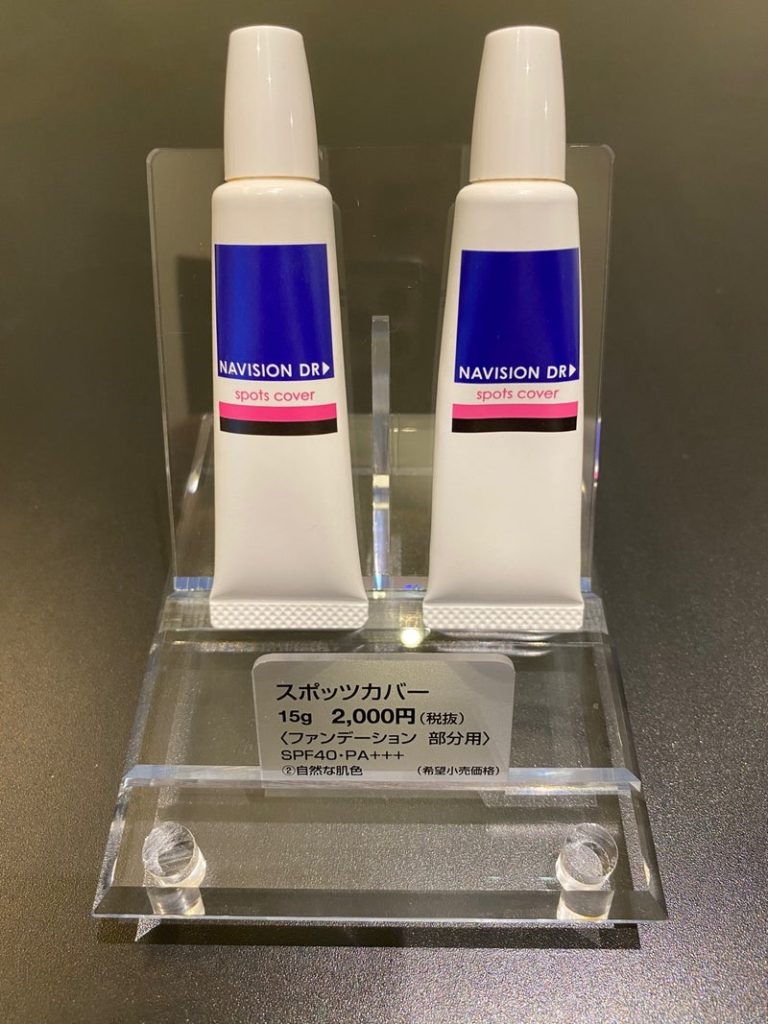 NAVISION DR
spots cover
NAVISION DR
spots cover
スポッツカバー
15g 2,000円(税抜)
〈ファンデーション 部分用〉
SPF40・PA+++
②自然な肌色 (希望小売価格)